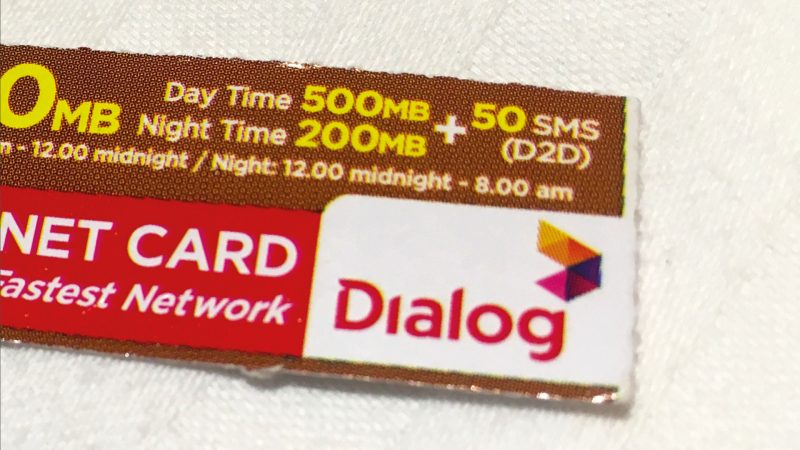 0MB
Day Time 500MB + 50 SMS
Night Time 200MB (D2D)
- 12.00 midnight / Night: 12.00 midnight - 8.00 am
NET CARD
Fastest Network
Dialog